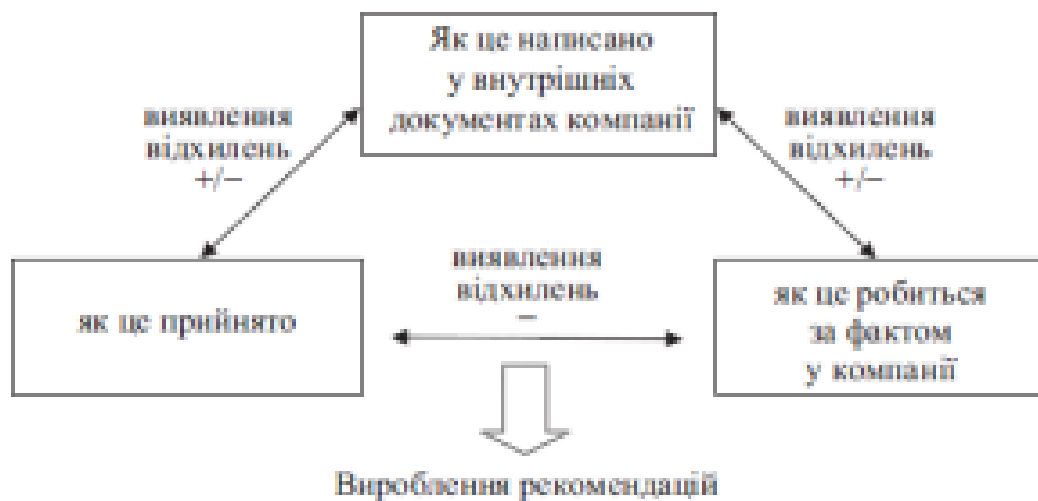 Як це написано
у внутрішніх
документах компанії
виявлення
відхилень
+/−
виявлення
відхилень
+/−
як це прийнято
виявлення
відхилень
−
як це робиться
за фактом
у компанії
Вироблення рекомендацій